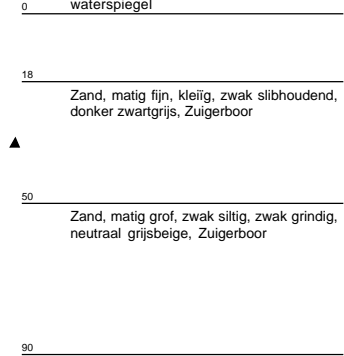 0 waterspiegel
18
Zand, matig fijn, kleiïg, zwak slibhoudend,
donker zwartgrijs, Zuigerboor
50
Zand, matig grof, zwak siltig, zwak grindig,
neutraal grijsbeige, Zuigerboor
90